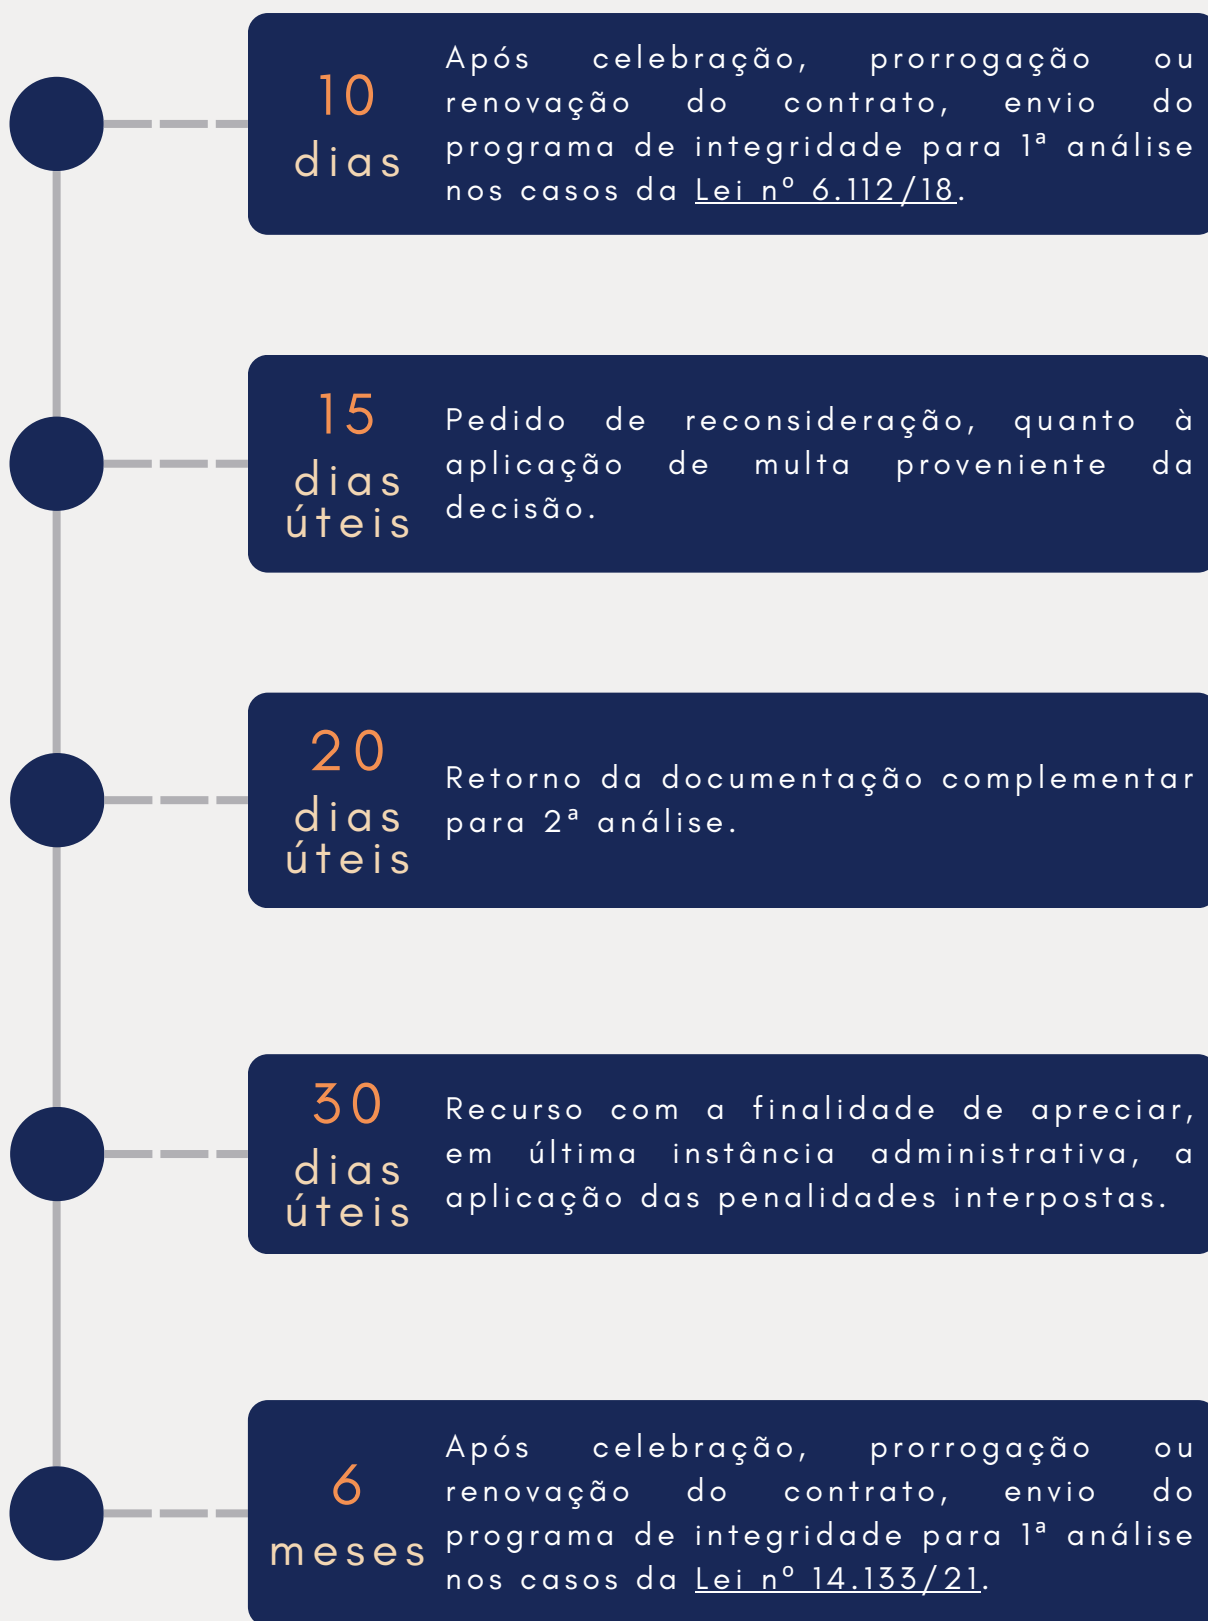 10
dias
Após celebração, prorrogação ou
renovação do contrato, envio do
programa de integridade para 1ª análise
nos casos da Lei nº 6.112/18.
15
dias
úteis
Pedido de reconsideração, quanto à
aplicação de multa proveniente da
decisão.
20
dias
úteis
Retorno da documentação complementar
para 2ª análise.
30
dias
úteis
Recurso com a finalidade de apreciar,
em última instância administrativa, a
aplicação das penalidades interpostas.
6
meses
Após celebração, prorrogação ou
renovação do contrato, envio do
programa de integridade para 1ª análise
nos casos da Lei nº 14.133/21.